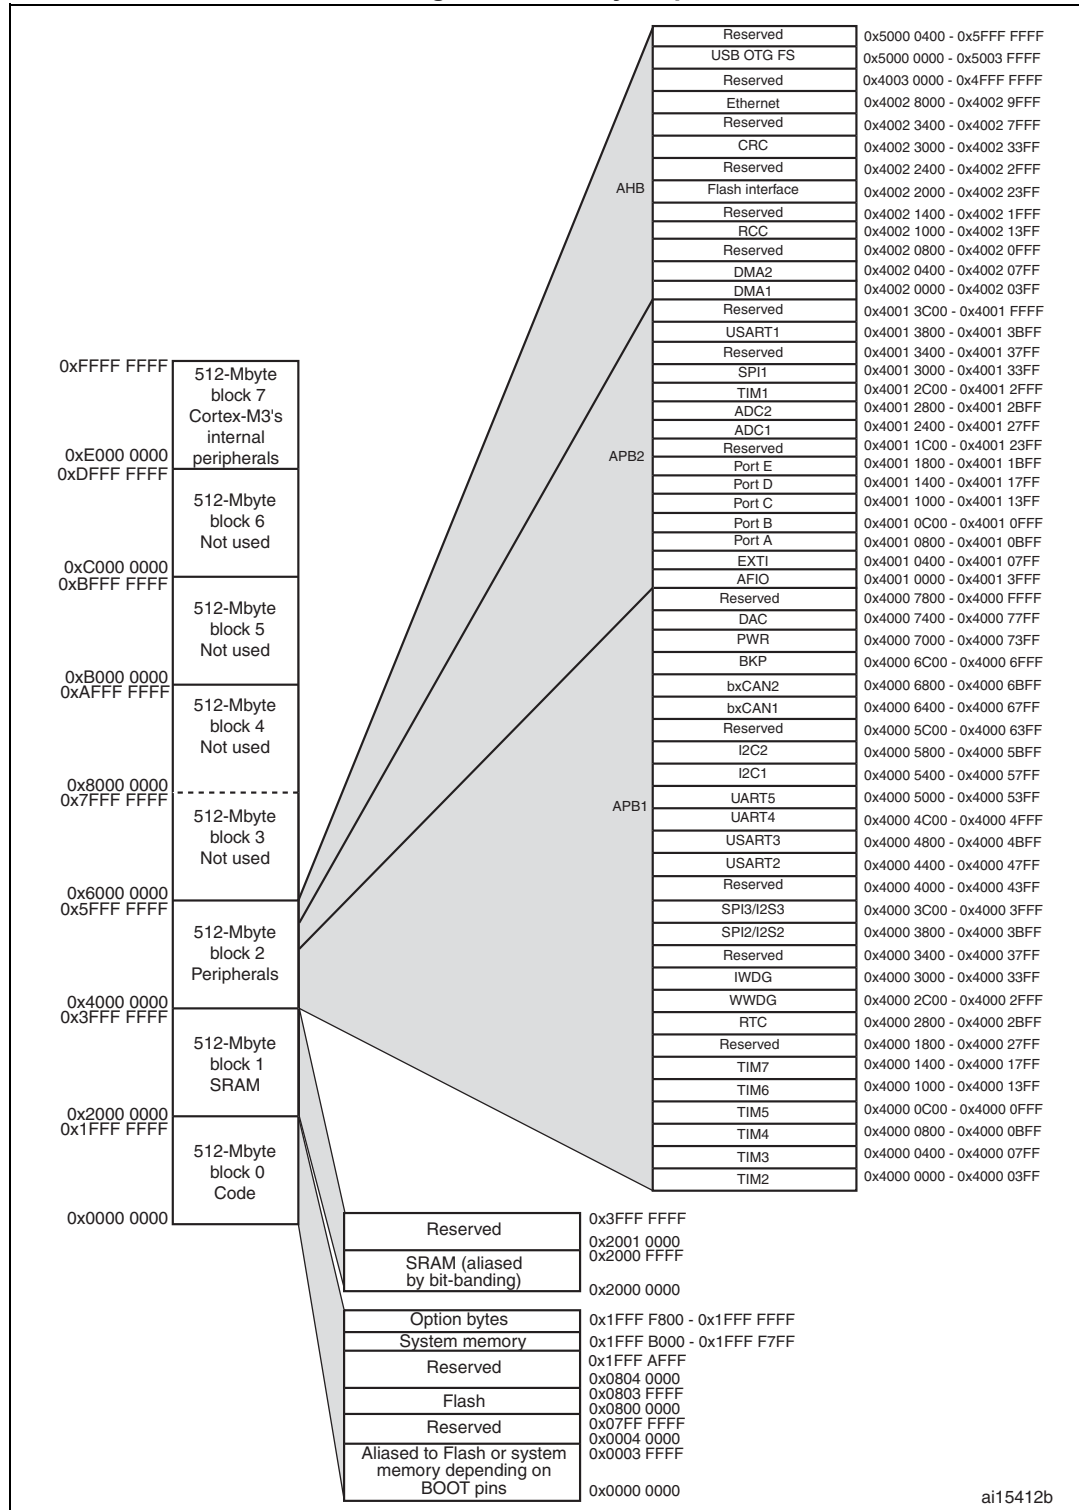 Reserved 0x5000 0400 - 0x5FFF FFFF
USB OTG FS 0x5000 0000 - 0x5003 FFFF
Reserved 0x4003 0000 - 0x4FFF FFFF
Ethernet 0x4002 8000 - 0x4002 9FFF
Reserved 0x4002 3400 - 0x4002 7FFF
CRC 0x4002 3000 - 0x4002 33FF
Reserved 0x4002 2400 - 0x4002 2FFF
AHB
Flash interface 0x4002 2000 - 0x4002 23FF
Reserved 0x4002 1400 - 0x4002 1FFF
RCC 0x4002 1000 - 0x4002 13FF
Reserved 0x4002 0800 - 0x4002 0FFF
DMA2 0x4002 0400 - 0x4002 07FF
DMA1 0x4002 0000 - 0x4002 03FF
Reserved 0x4001 3C00 - 0x4001 FFFF
USART1 0x4001 3800 - 0x4001 3BFF
Reserved 0x4001 3400 - 0x4001 37FF
SPI1 0x4001 3000 - 0x4001 33FF
TIM1 0x4001 2C00 - 0x4001 2FFF
ADC2 0x4001 2800 - 0x4001 2BFF
ADC1 0x4001 2400 - 0x4001 27FF
Reserved 0x4001 1C00 - 0x4001 23FF
APB2
Port E 0x4001 1800 - 0x4001 1BFF
Port D 0x4001 1400 - 0x4001 17FF
Port C 0x4001 1000 - 0x4001 13FF
Port B 0x4001 0C00 - 0x4001 0FFF
Port A 0x4001 0800 - 0x4001 0BFF
EXTI 0x4001 0400 - 0x4001 07FF
AFIO 0x4001 0000 - 0x4001 3FFF
Reserved 0x4000 7800 - 0x4000 FFFF
DAC 0x4000 7400 - 0x4000 77FF
PWR 0x4000 7000 - 0x4000 73FF
BKP 0x4000 6C00 - 0x4000 6FFF
bxCAN2 0x4000 6800 - 0x4000 6BFF
bxCAN1 0x4000 6400 - 0x4000 67FF
Reserved 0x4000 5C00 - 0x4000 63FF
I2C2 0x4000 5800 - 0x4000 5BFF
I2C1 0x4000 5400 - 0x4000 57FF
APB1
UART5 0x4000 5000 - 0x4000 53FF
UART4 0x4000 4C00 - 0x4000 4FFF
USART3 0x4000 4800 - 0x4000 4BFF
USART2 0x4000 4400 - 0x4000 47FF
Reserved 0x4000 4000 - 0x4000 43FF
SPI3/I2S3 0x4000 3C00 - 0x4000 3FFF
SPI2/I2S2 0x4000 3800 - 0x4000 3BFF
Reserved 0x4000 3400 - 0x4000 37FF
IWDG 0x4000 3000 - 0x4000 33FF
WWDG 0x4000 2C00 - 0x4000 2FFF
RTC 0x4000 2800 - 0x4000 2BFF
Reserved 0x4000 1800 - 0x4000 27FF
TIM7 0x4000 1400 - 0x4000 17FF
TIM6 0x4000 1000 - 0x4000 13FF
TIM5 0x4000 0C00 - 0x4000 0FFF
TIM4 0x4000 0800 - 0x4000 0BFF
TIM3 0x4000 0400 - 0x4000 07FF
TIM2 0x4000 0000 - 0x4000 03FF
0xFFFF FFFF
512-Mbyte
block 7
Cortex-M3's
internal
peripherals
0xE000 0000
0xDFFF FFFF
512-Mbyte
block 6
Not used
0xC000 0000
0xBFFF FFFF
512-Mbyte
block 5
Not used
0xB000 0000
0xAFFF FFFF
512-Mbyte
block 4
Not used
0x8000 0000
0x7FFF FFFF
512-Mbyte
block 3
Not used
0x6000 0000
0x5FFF FFFF
512-Mbyte
block 2
Peripherals
0x4000 0000
0x3FFF FFFF
512-Mbyte
block 1
SRAM
0x2000 0000
0x1FFF FFFF
512-Mbyte
block 0
Code
0x0000 0000
0x3FFF FFFF
Reserved
0x2001 0000
0x2000 FFFF
SRAM (aliased
by bit-banding)
0x2000 0000
Option bytes 0x1FFF F800 - 0x1FFF FFFF
System memory 0x1FFF B000 - 0x1FFF F7FF
0x1FFF AFFF
Reserved
0x0804 0000
0x0803 FFFF
Flash
0x0800 0000
0x07FF FFFF
Reserved
0x0004 0000
0x0003 FFFF
Aliased to Flash or system
memory depending on
BOOT pins
0x0000 0000
ai15412b